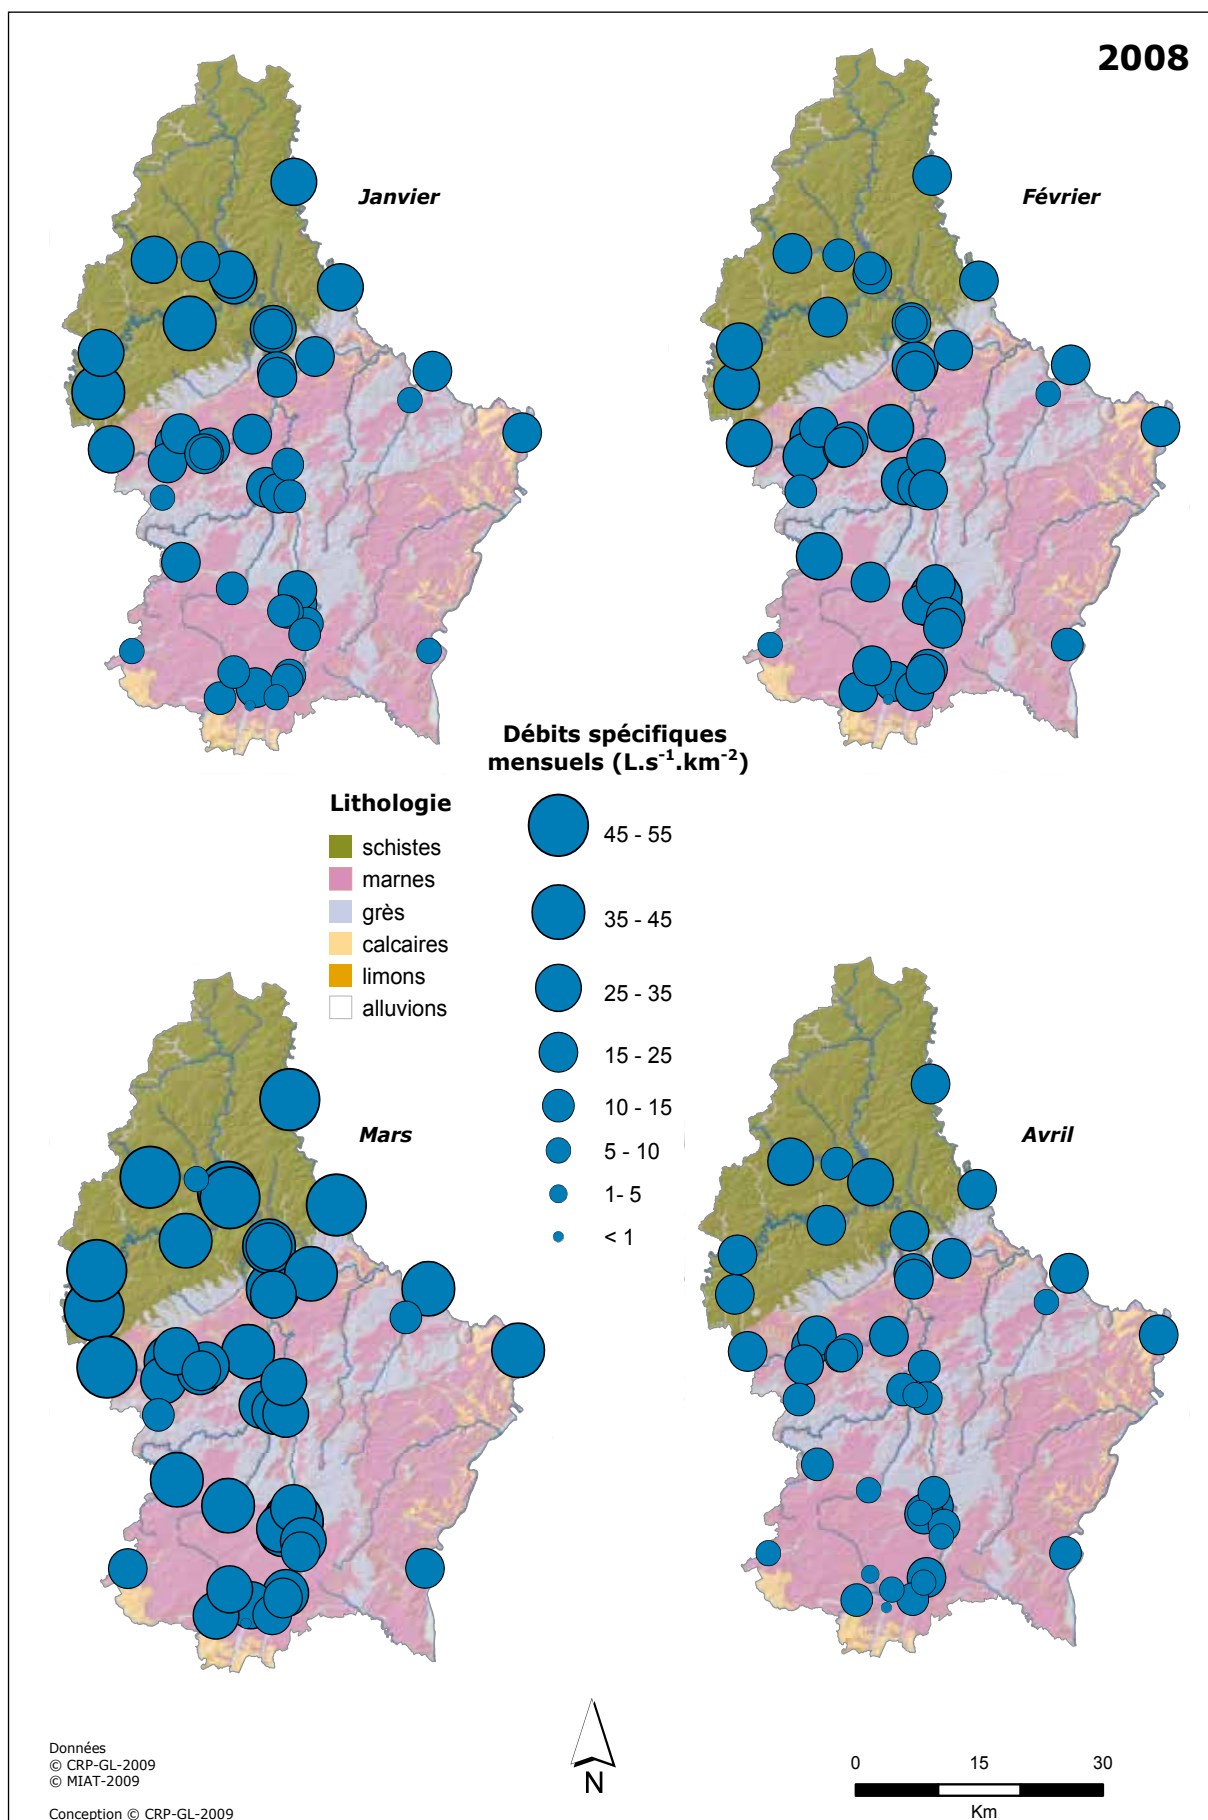 2008
Janvier
Février
Débits spécifiques
mensuels (L.s⁻¹.km⁻²)
Lithologie
schistes
marnes
grès
calcaires
limons
alluvions
45 - 55
35 - 45
25 - 35
15 - 25
10 - 15
5 - 10
1- 5
< 1
Mars
Avril
Données
© CRP-GL-2009
© MIAT-2009
Conception © CRP-GL-2009
N
0 15 30
Km